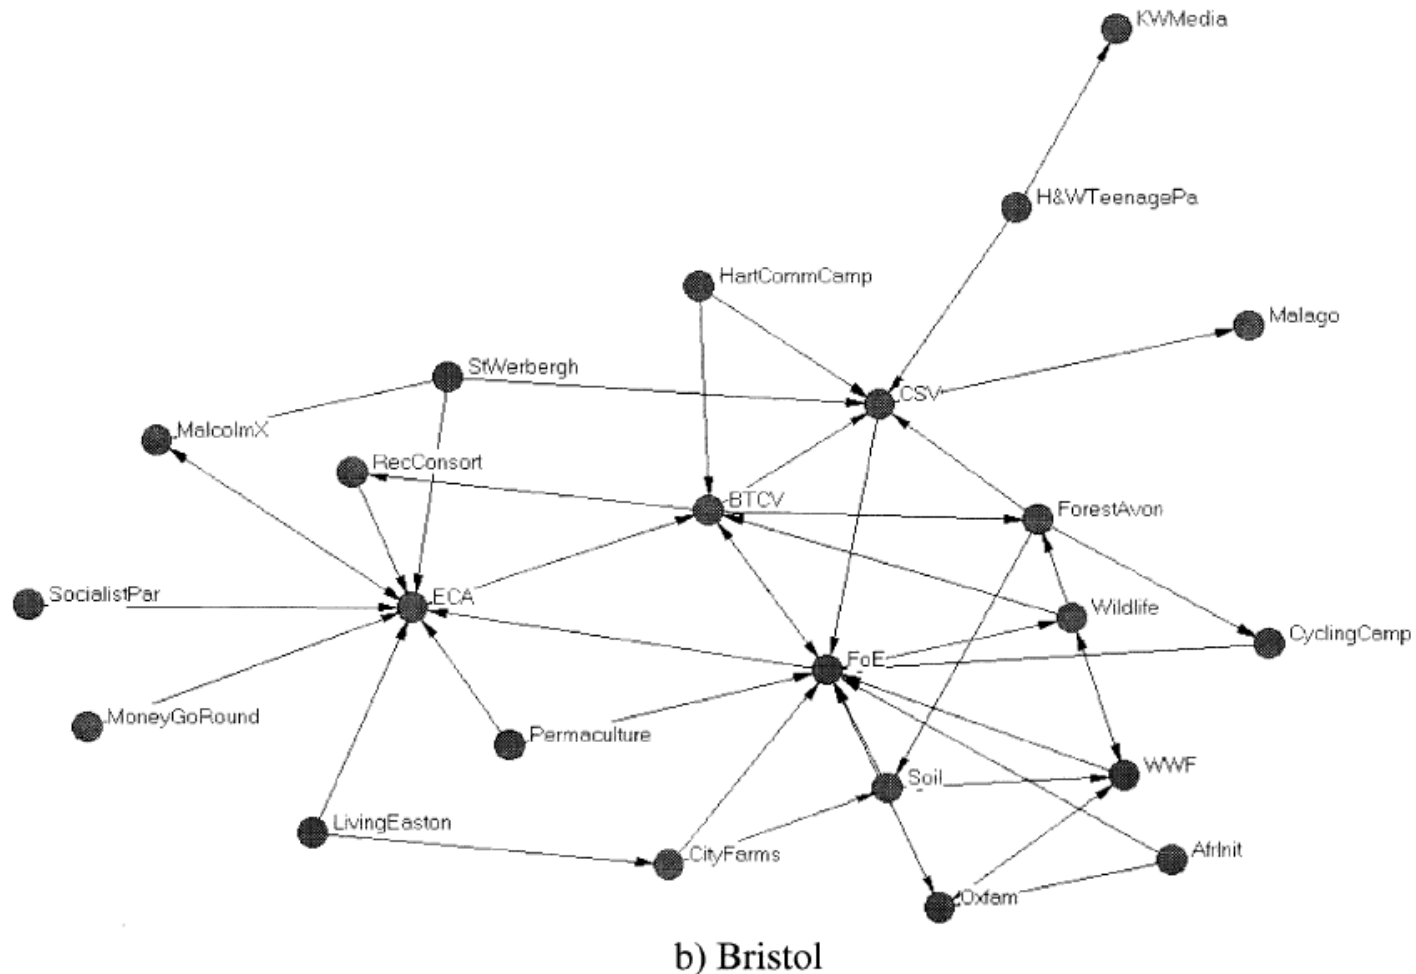 KWMedia
H&WTeenagePa
HartCommCamp
Malago
StWerbergh
CSV
MalcolmX
RecConsort
BTCV
ForestAvon
SocialistPar
ECA
Wildlife
CyclingCamp
FoE
MoneyGoRound
Permaculture
Soil
WWF
LivingEaston
CityFarms
AfrInit
Oxfam
b) Bristol